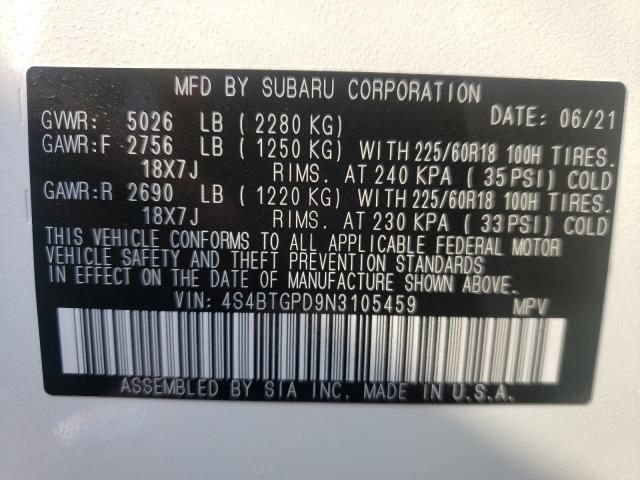 MFD BY SUBARU CORPORATION
GVWR: 5026 LB (2280 KG) DATE: 06/21
GAWR:F 2756 LB (1250 KG) WITH 225/60R18 100H TIRES.
18X7J RIMS. AT 240 KPA (35 PSI) COLD
GAWR:R 2690 LB (1220 KG) WITH 225/60R18 100H TIRES.
18X7J RIMS. AT 230 KPA (33 PSI) COLD
THIS VEHICLE CONFORMS TO ALL APPLICABLE FEDERAL MOTOR
VEHICLE SAFETY AND THEFT PREVENTION STANDARDS
IN EFFECT ON THE DATE OF MANUFACTURE SHOWN ABOVE.
VIN: 4S4BTGPD9N3105459 MPV
ASSEMBLED BY SIA INC. MADE IN U.S.A.